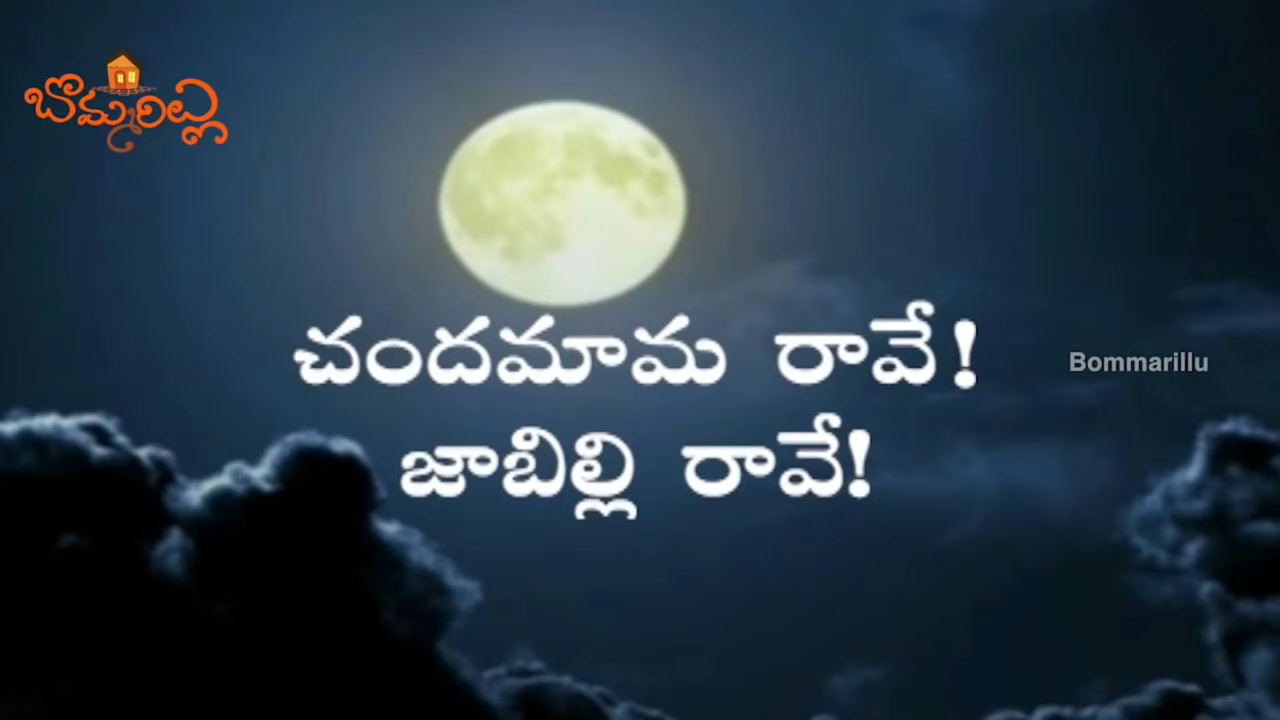 బొమ్మరిల్లు
చందమామ రావే!
Bommarillu
జాబిల్లి రావే!